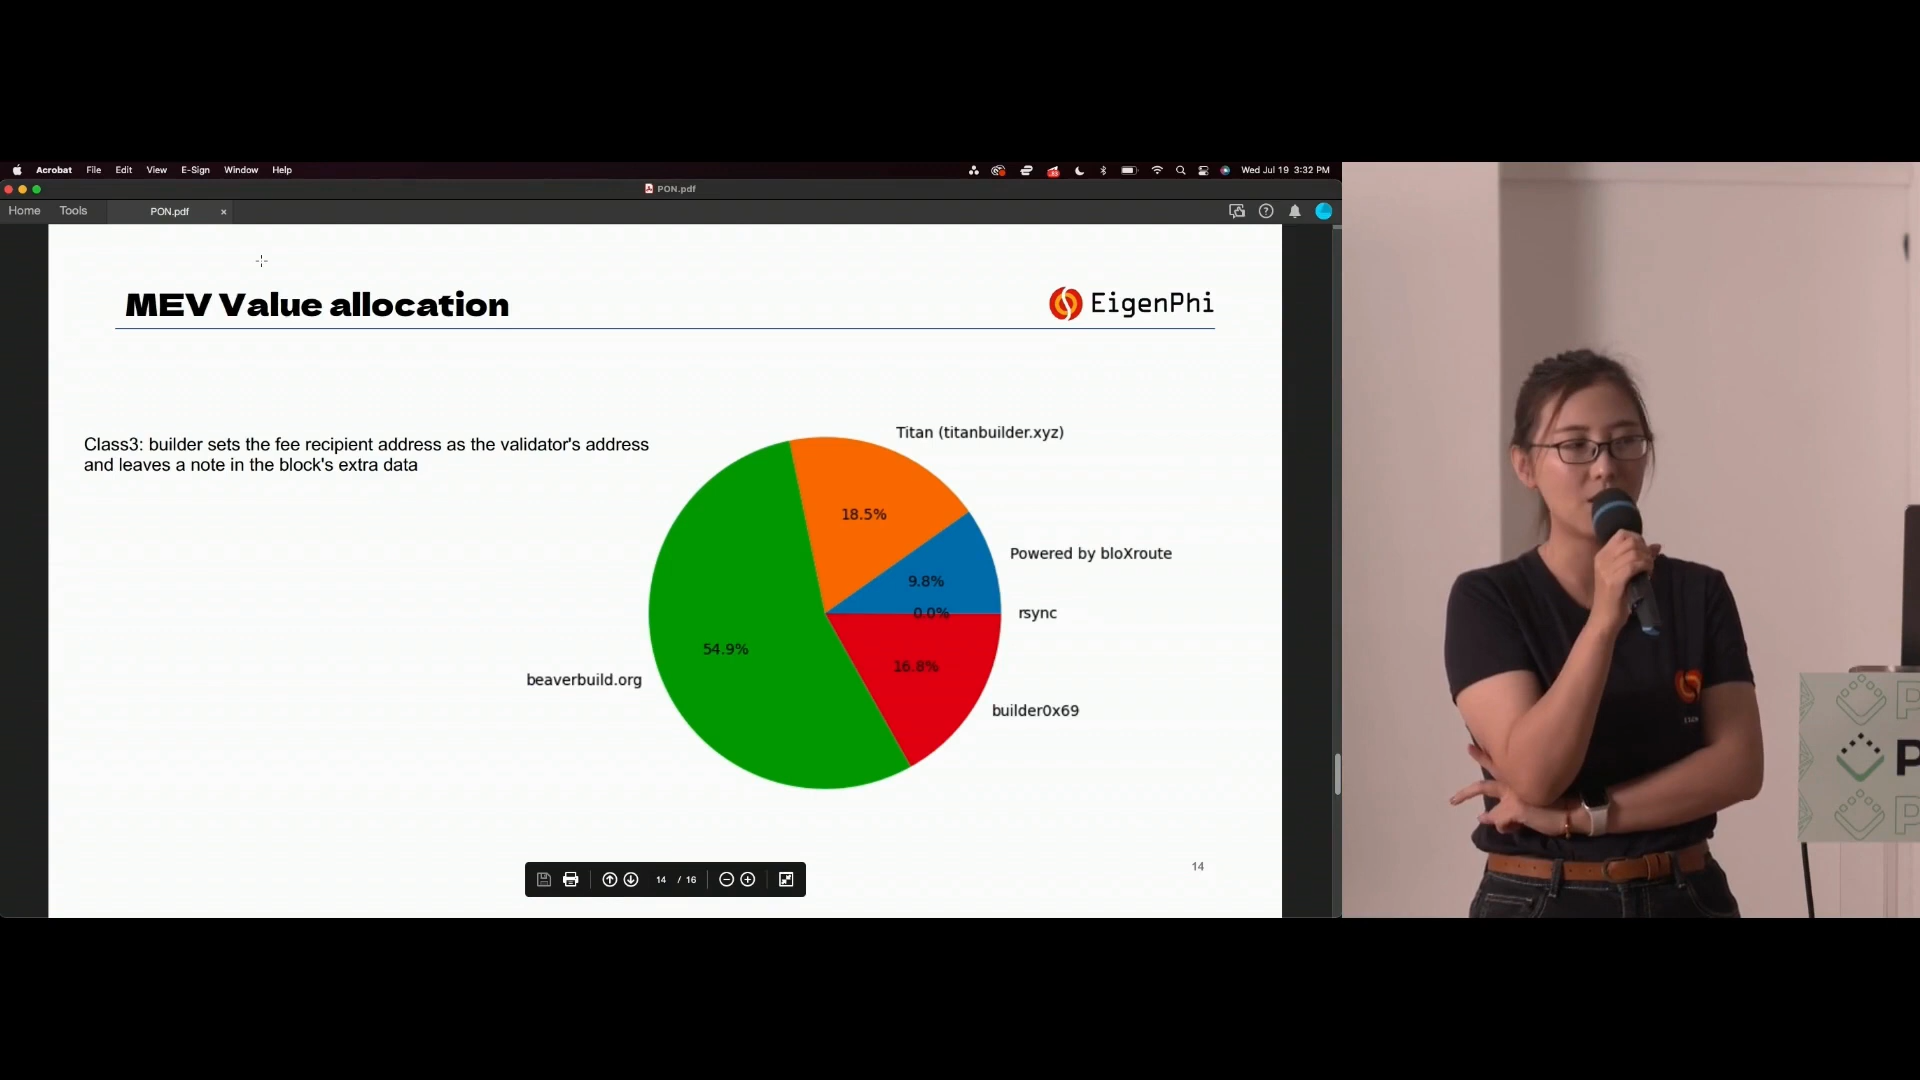 Acrobat File Edit View E-Sign Window Help
Wed Jul 19 3:32 PM
PON.pdf
Home Tools PON.pdf ×
MEV Value allocation
EigenPhi
Class3: builder sets the fee recipient address as the validator's address
and leaves a note in the block's extra data
Titan (titanbuilder.xyz)
18.5%
Powered by bloXroute
9.8%
0.0%
rsync
54.9%
16.8%
beaverbuild.org
builder0x69
14
14 / 16
P
P
P